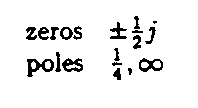 zeros ±½j
poles ¼, ∞